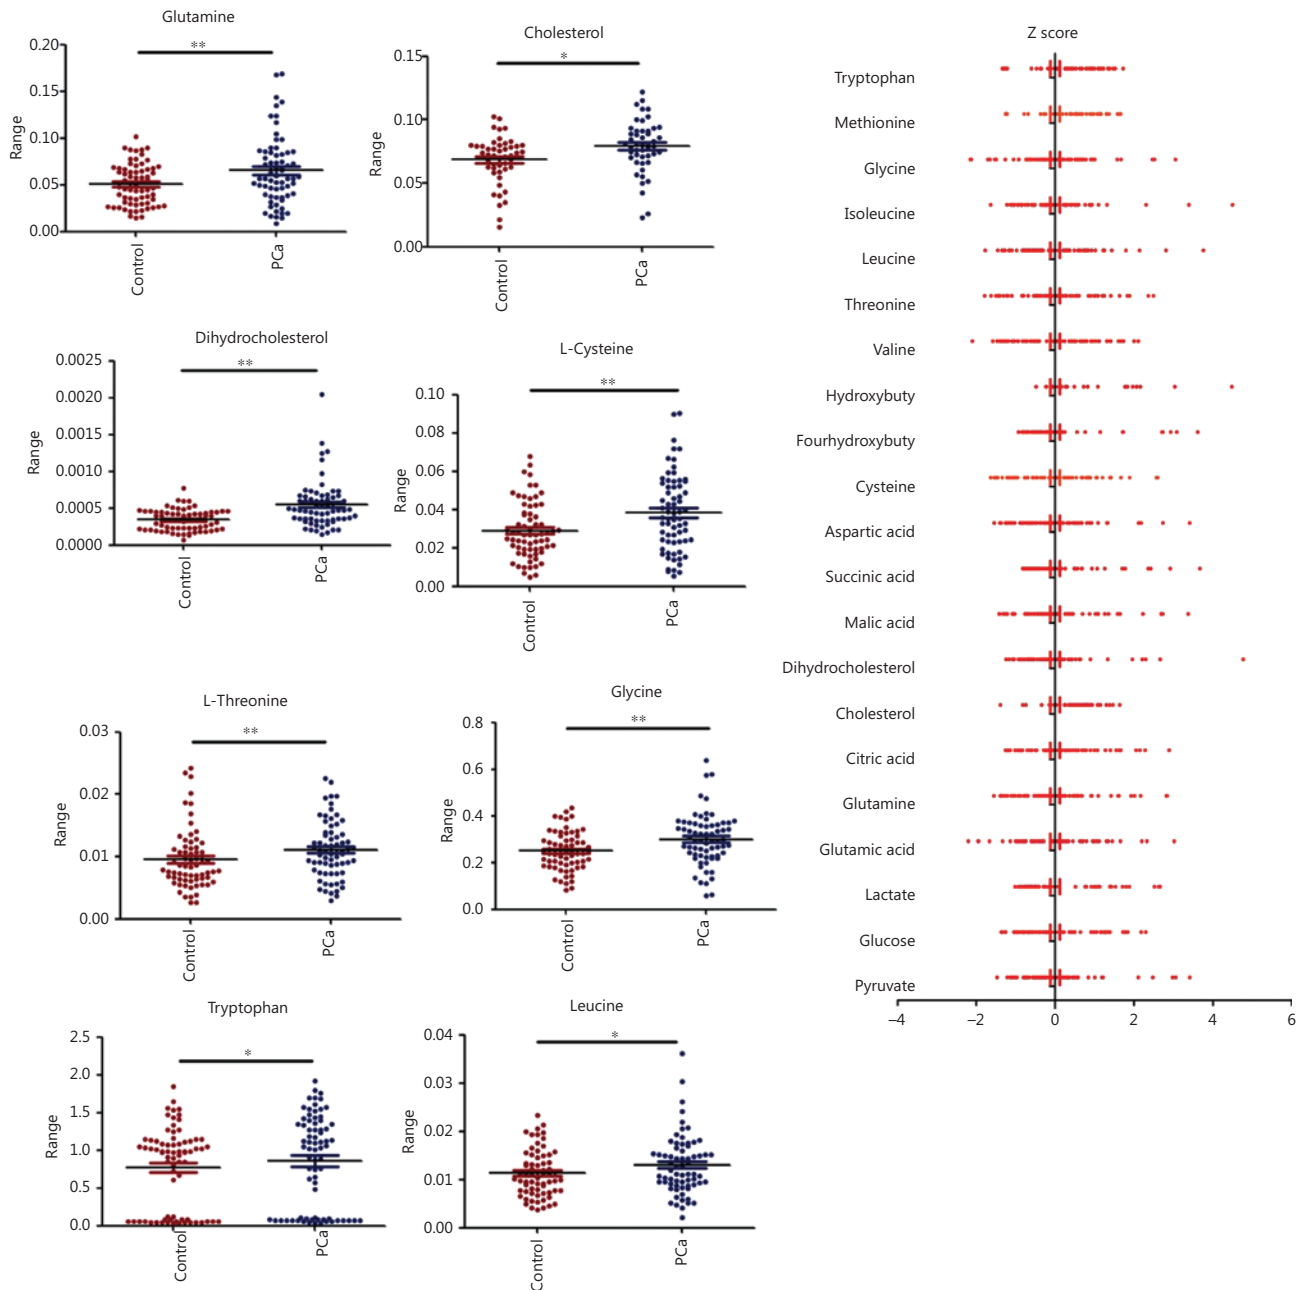 Glutamine
**
0.20
0.15
0.10
0.05
0.00
Range
Control
PCa
Cholesterol
*
0.15
0.10
0.05
0.00
Range
Control
PCa
Dihydrocholesterol
**
0.0025
0.0020
0.0015
0.0010
0.0005
0.0000
Range
Control
PCa
L-Cysteine
**
0.10
0.08
0.06
0.04
0.02
0.00
Range
Control
PCa
L-Threonine
**
0.03
0.02
0.01
0.00
Range
Control
PCa
Glycine
**
0.8
0.6
0.4
0.2
0.0
Range
Control
PCa
Tryptophan
*
2.5
2.0
1.5
1.0
0.5
0.0
Range
Control
PCa
Leucine
*
0.04
0.03
0.02
0.01
0.00
Range
Control
PCa
Z score
Tryptophan
Methionine
Glycine
Isoleucine
Leucine
Threonine
Valine
Hydroxybuty
Fourhydroxybuty
Cysteine
Aspartic acid
Succinic acid
Malic acid
Dihydrocholesterol
Cholesterol
Citric acid
Glutamine
Glutamic acid
Lactate
Glucose
Pyruvate
−4 −2 0 2 4 6